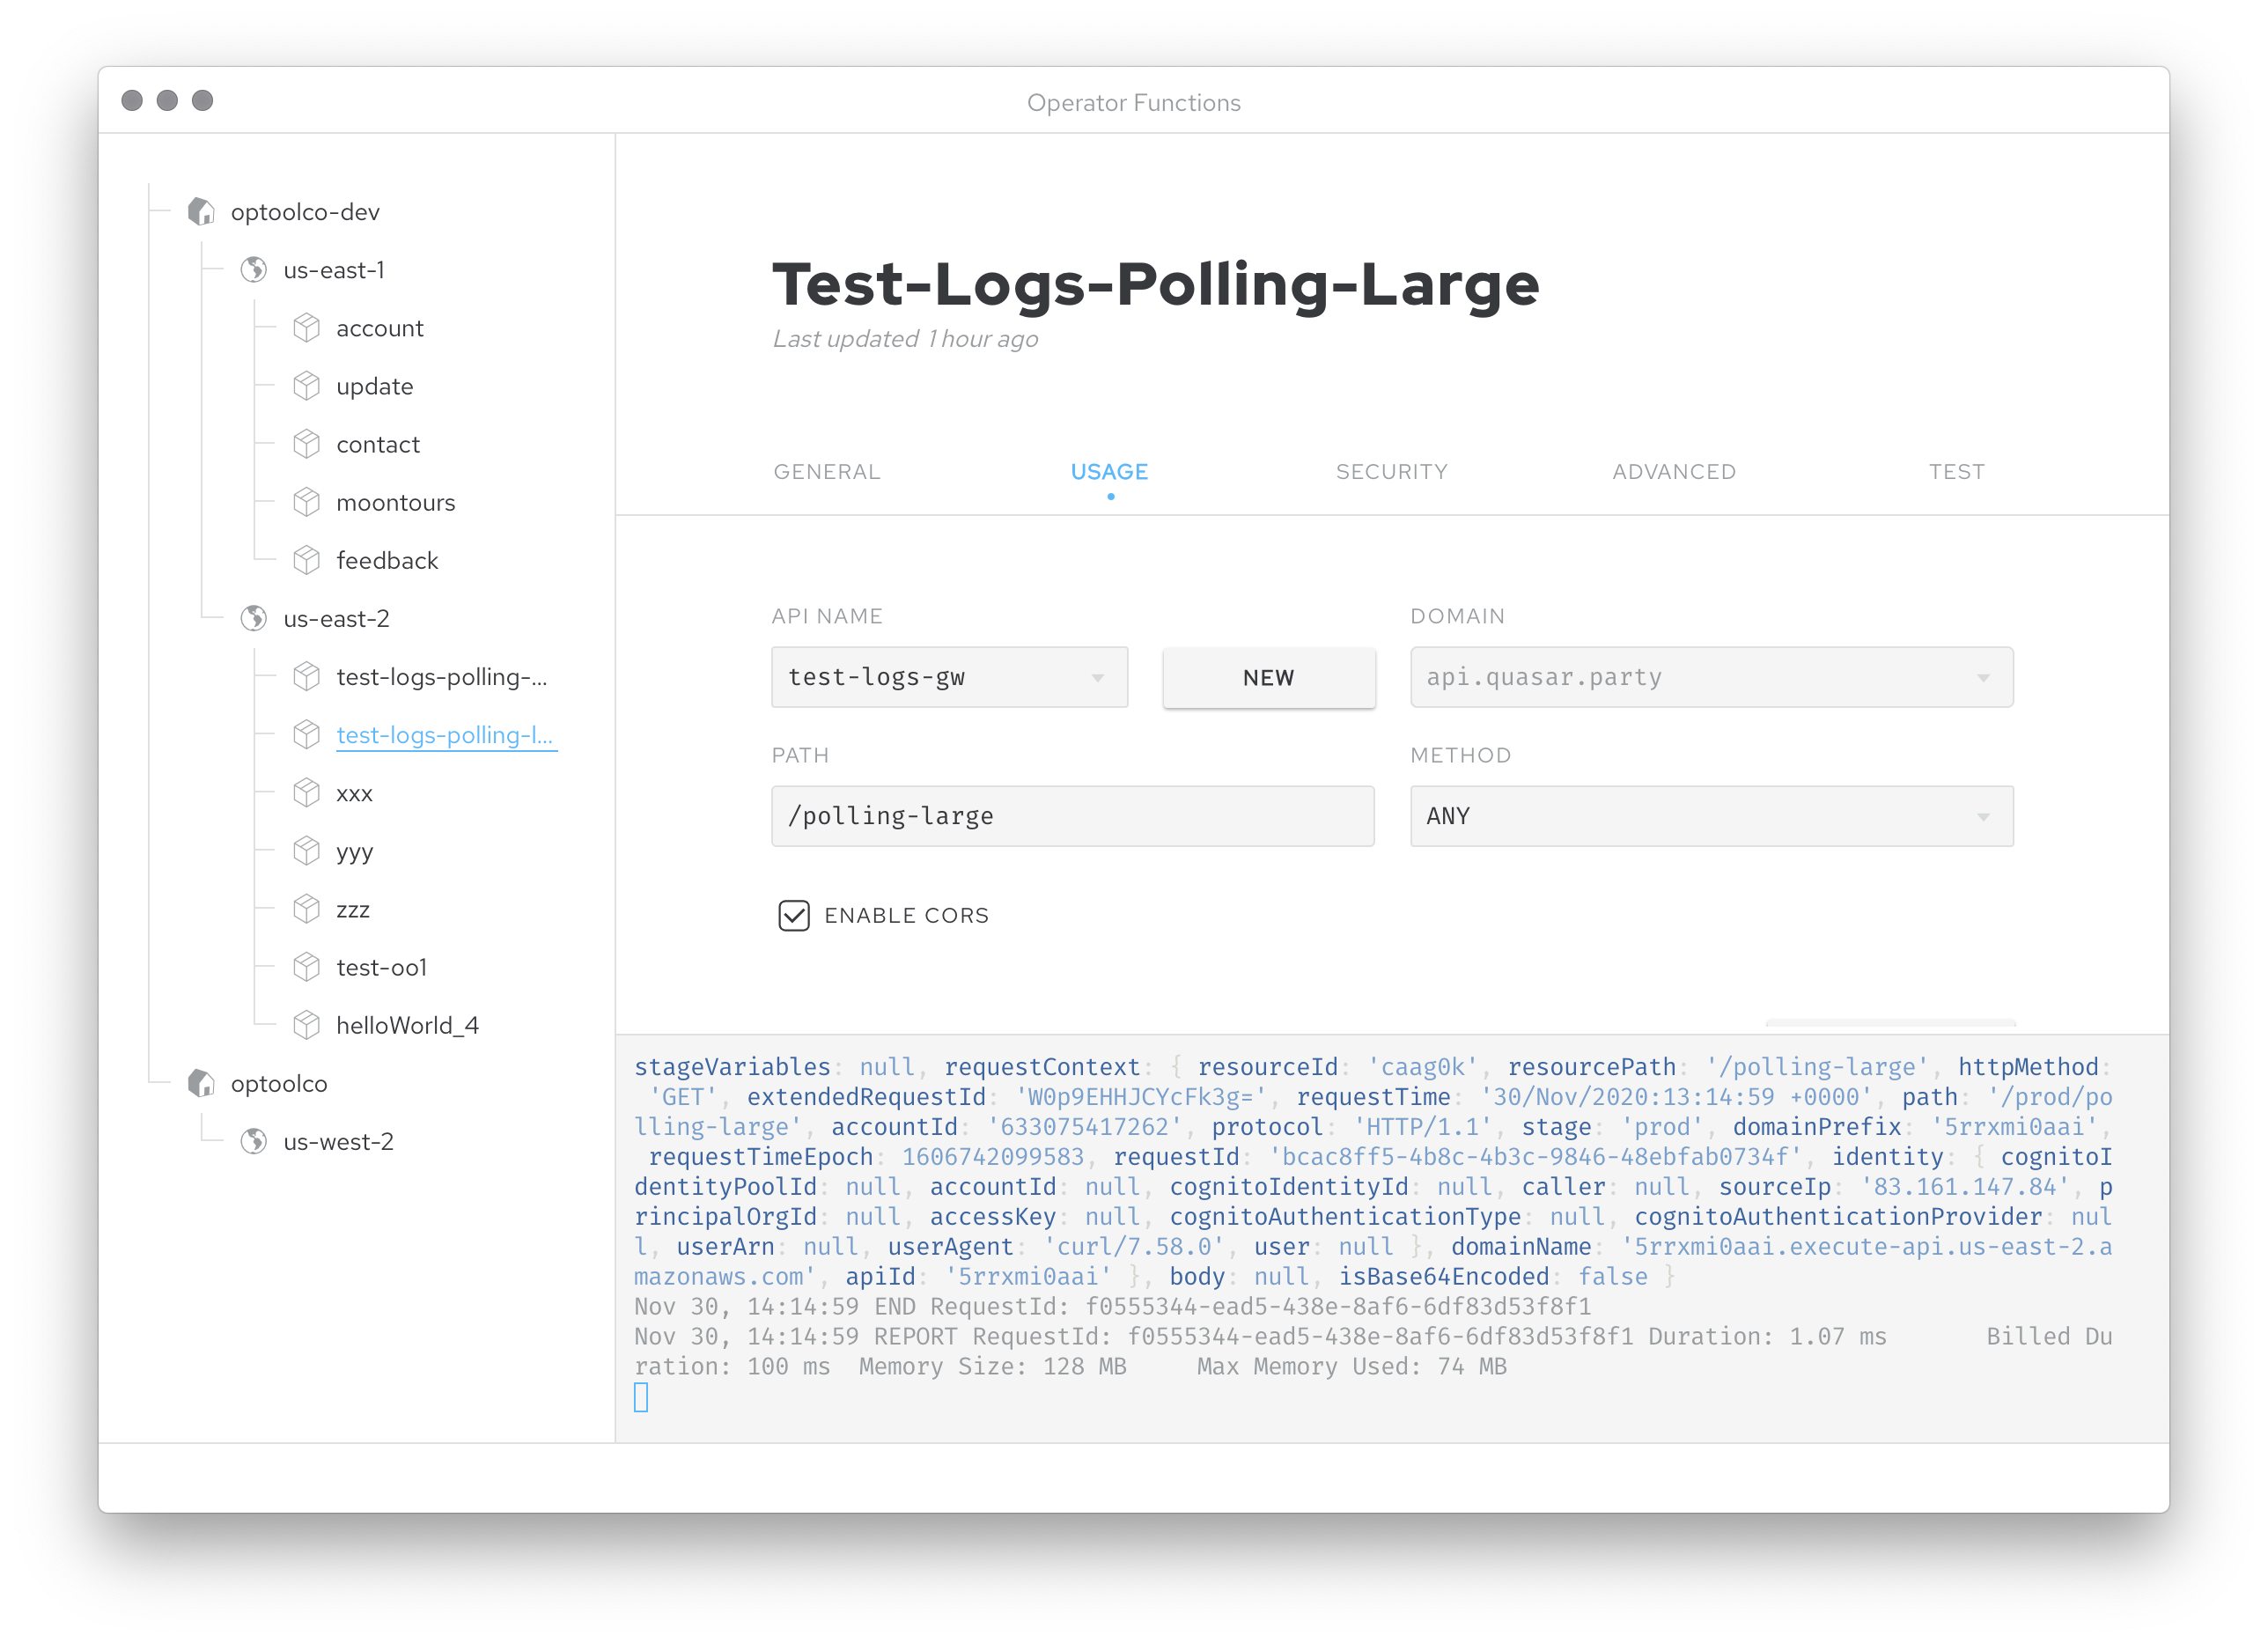 Operator Functions
optoolco-dev
us-east-1
account
update
contact
moontours
feedback
us-east-2
test-logs-polling-...
test-logs-polling-l...
xxx
yyy
zzz
test-oo1
helloWorld_4
optoolco
us-west-2
Test-Logs-Polling-Large
Last updated 1 hour ago
GENERAL USAGE SECURITY ADVANCED TEST
API NAME DOMAIN
test-logs-gw NEW api.quasar.party
PATH METHOD
/polling-large ANY
ENABLE CORS
stageVariables: null, requestContext: { resourceId: 'caag0k', resourcePath: '/polling-large', httpMethod:
'GET', extendedRequestId: 'W0p9EHHJCYcFk3g=', requestTime: '30/Nov/2020:13:14:59 +0000', path: '/prod/po
lling-large', accountId: '633075417262', protocol: 'HTTP/1.1', stage: 'prod', domainPrefix: '5rrxmi0aai',
requestTimeEpoch: 1606742099583, requestId: 'bcac8ff5-4b8c-4b3c-9846-48ebfab0734f', identity: { cognitoI
dentityPoolId: null, accountId: null, cognitoIdentityId: null, caller: null, sourceIp: '83.161.147.84', p
rincipalOrgId: null, accessKey: null, cognitoAuthenticationType: null, cognitoAuthenticationProvider: nul
l, userArn: null, userAgent: 'curl/7.58.0', user: null }, domainName: '5rrxmi0aai.execute-api.us-east-2.a
mazonaws.com', apiId: '5rrxmi0aai' }, body: null, isBase64Encoded: false }
Nov 30, 14:14:59 END RequestId: f0555344-ead5-438e-8af6-6df83d53f8f1
Nov 30, 14:14:59 REPORT RequestId: f0555344-ead5-438e-8af6-6df83d53f8f1 Duration: 1.07 ms Billed Du
ration: 100 ms Memory Size: 128 MB Max Memory Used: 74 MB